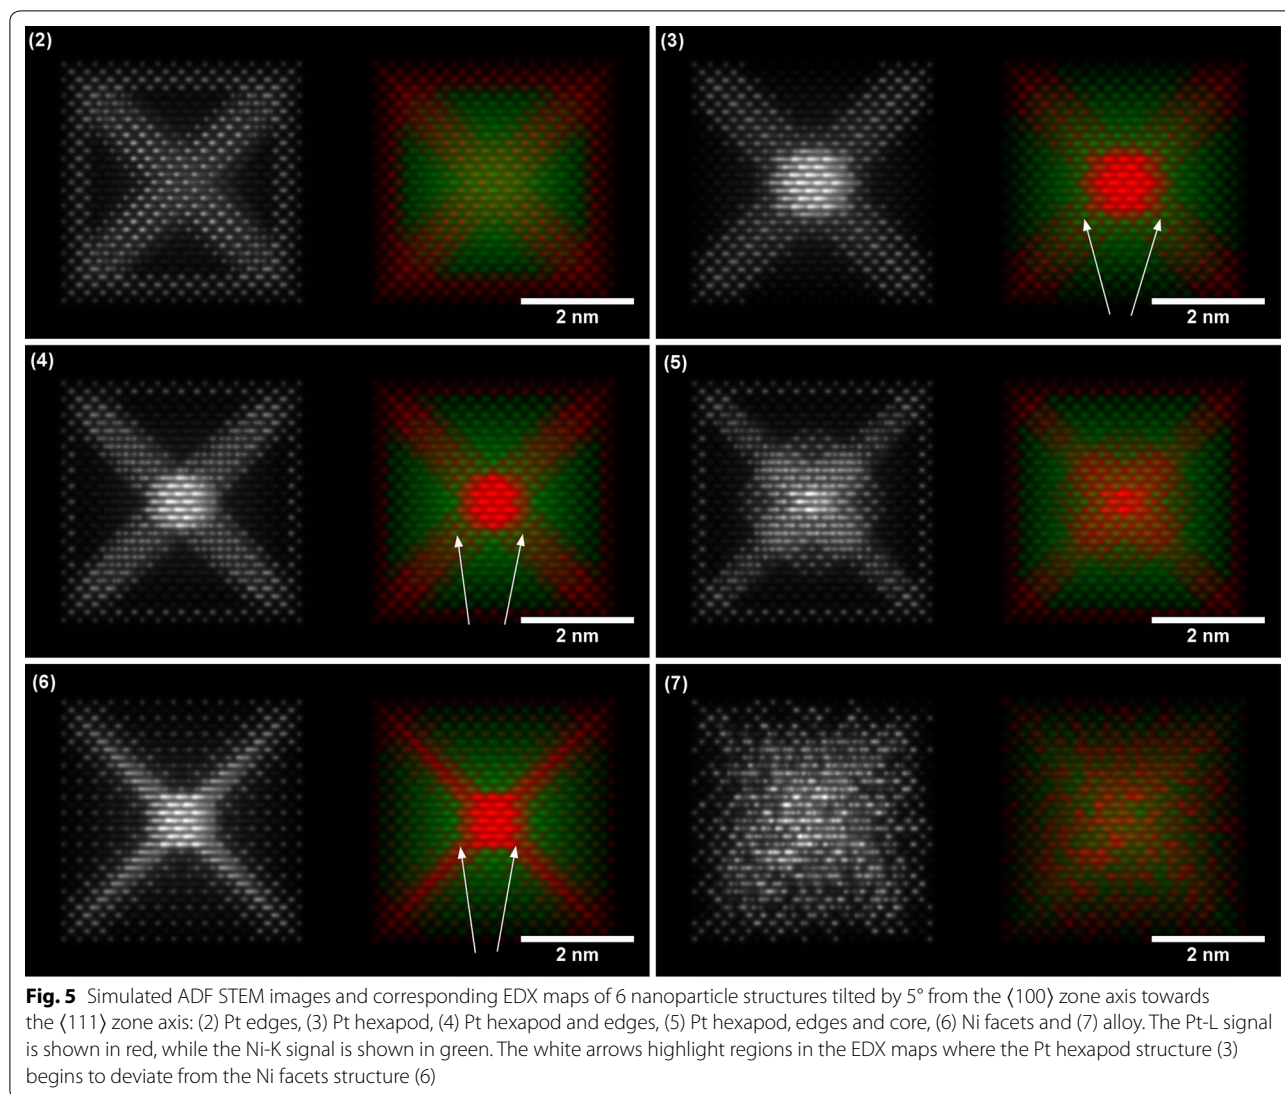 (2)
2 nm
(3)
2 nm
(4)
2 nm
(5)
2 nm
(6)
2 nm
(7)
2 nm
Fig. 5 Simulated ADF STEM images and corresponding EDX maps of 6 nanoparticle structures tilted by 5° from the ⟨100⟩ zone axis towards
the ⟨111⟩ zone axis: (2) Pt edges, (3) Pt hexapod, (4) Pt hexapod and edges, (5) Pt hexapod, edges and core, (6) Ni facets and (7) alloy. The Pt-L signal
is shown in red, while the Ni-K signal is shown in green. The white arrows highlight regions in the EDX maps where the Pt hexapod structure (3)
begins to deviate from the Ni facets structure (6)